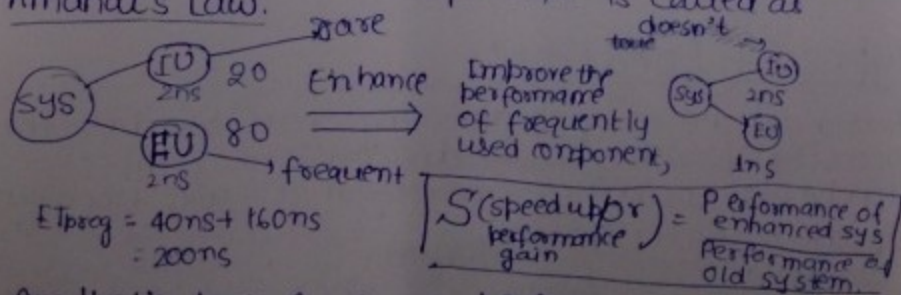 Law.
rare
IU 20
2ns
SYS
EU 80
2ns
frequent
ETprog = 40ns + 160ns
= 200ns
Enhance
Improve the
performance
of frequently
used component,
doesn't
IU
2ns
Sys
EU
1ns
S (speed up or
performance
gain) = Performance of
enhanced sys
Performance of
old system.